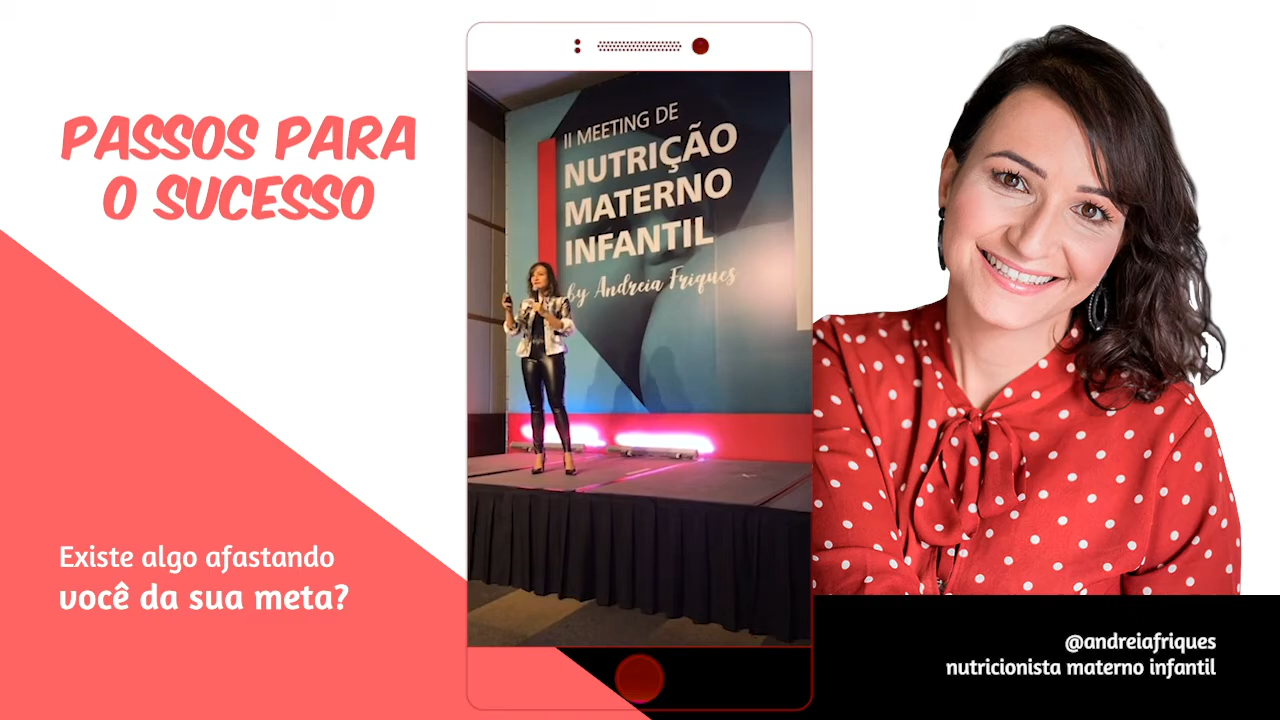 PASSOS PARA
O SUCESSO
Existe algo afastando
você da sua meta?
II MEETING DE
NUTRIÇÃO
MATERNO
INFANTIL
by Andreia Friques
@andreiafriques
nutricionista materno infantil